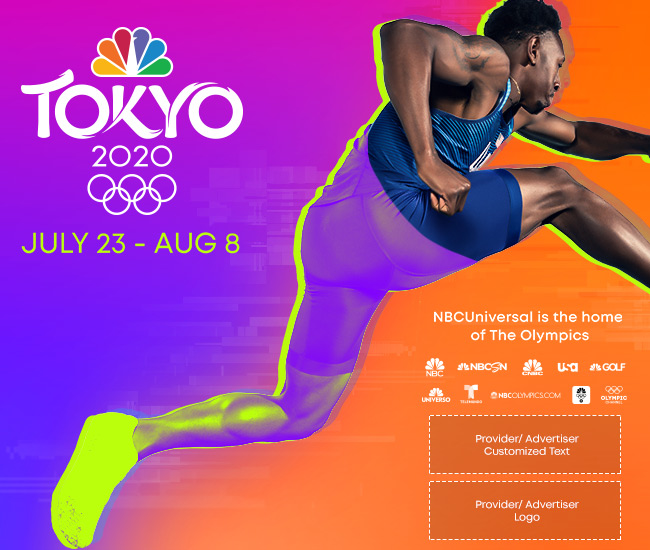 TOKYO
2020
JULY 23 - AUG 8
NBCUniversal is the home
of The Olympics
NBC NBCSN CNBC USA GOLF
UNIVERSO TELEMUNDO NBCOLYMPICS.COM OLYMPIC CHANNEL
Provider/ Advertiser
Customized Text
Provider/ Advertiser
Logo